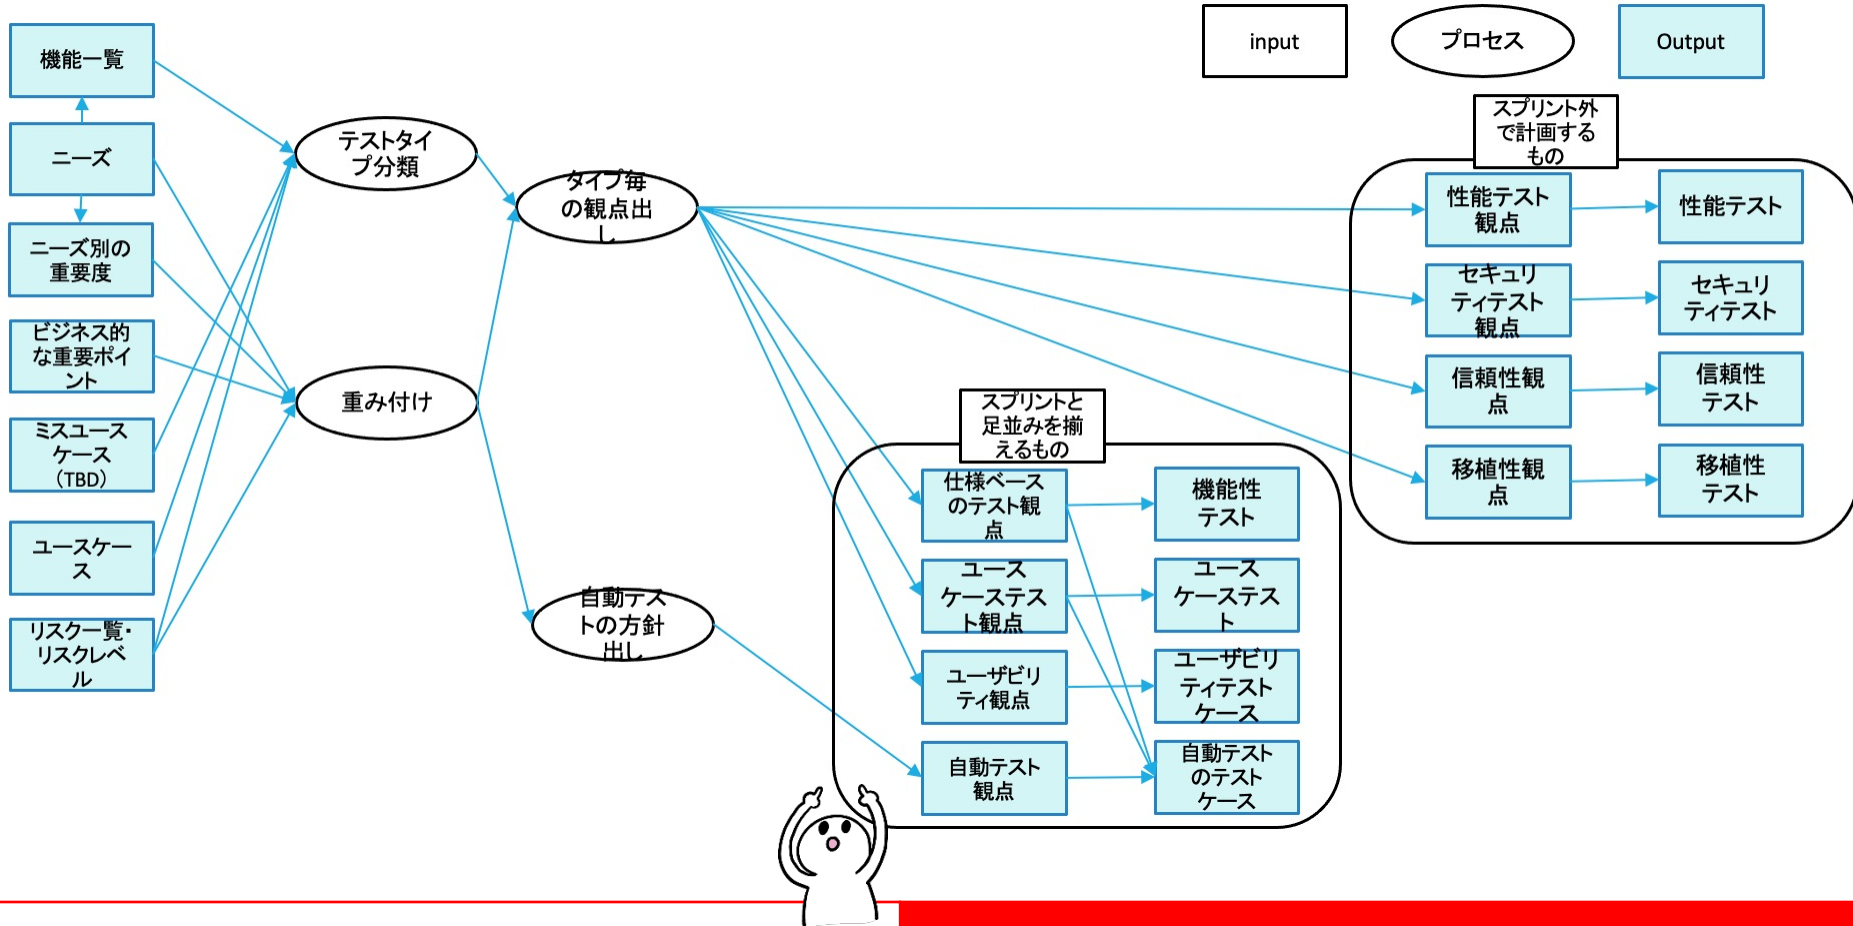 input
プロセス
Output
機能一覧
ニーズ
ニーズ別の
重要度
ビジネス的
な重要ポイ
ント
ミスユース
ケース
（TBD）
ユースケー
ス
リスク一覧・
リスクレベ
ル
テストタイ
プ分類
重み付け
タイプ毎
の観点出
し
自動テス
トの方針
出し
スプリントと
足並みを揃
えるもの
仕様ベース
のテスト観
点
機能性
テスト
ユース
ケーステス
ト観点
ユース
ケーステス
ト
ユーザビリ
ティ観点
ユーザビリ
ティテスト
ケース
自動テスト
観点
自動テスト
のテスト
ケース
スプリント外
で計画する
もの
性能テスト
観点
性能テスト
セキュリ
ティテスト
観点
セキュリ
ティテスト
信頼性観
点
信頼性
テスト
移植性観
点
移植性
テスト